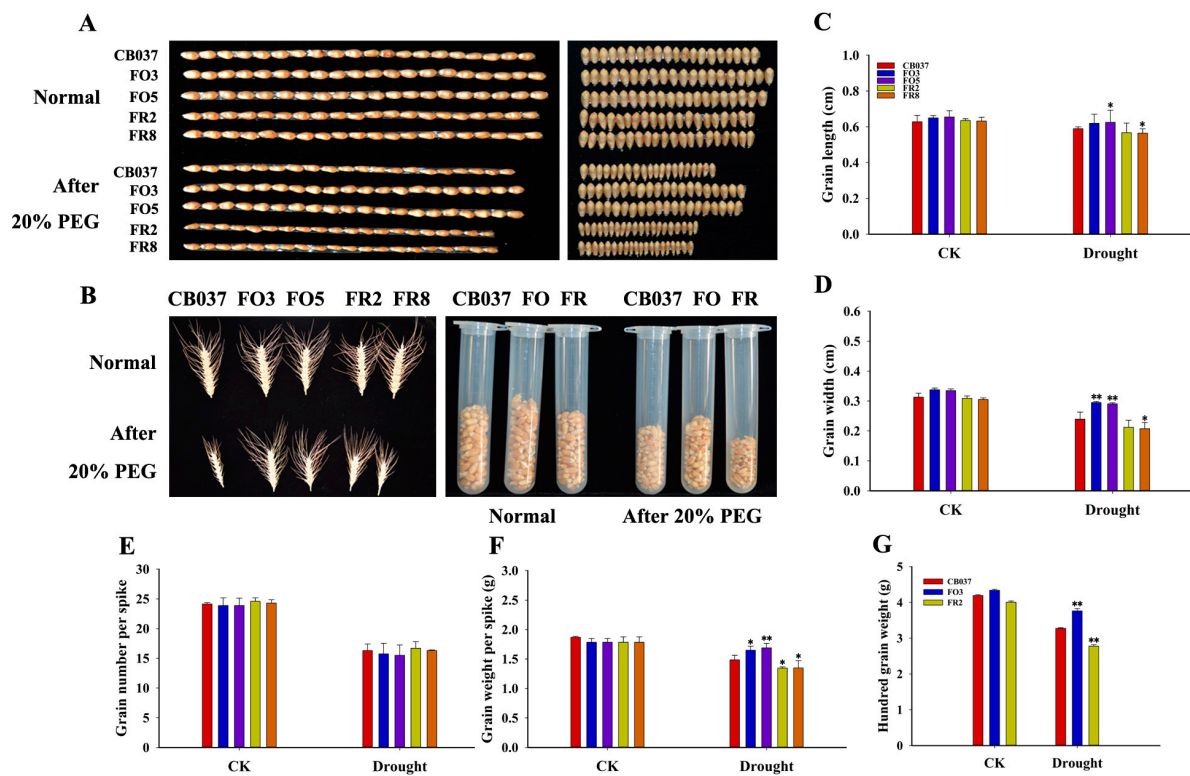 A
Normal
CB037
FO3
FO5
FR2
FR8
After
20% PEG
CB037
FO3
FO5
FR2
FR8
B
CB037 FO3 FO5 FR2 FR8
CB037 FO FR
CB037 FO FR
Normal
After
20% PEG
Normal
After 20% PEG
C
Grain length (cm)
1.0
0.8
0.6
0.4
0.2
0.0
CB037
FO3
FO5
FR2
FR8
*
*
CK
Drought
D
Grain width (cm)
0.6
0.5
0.4
0.3
0.2
0.1
0.0
** **
*
CK
Drought
E
Grain number per spike
30
25
20
15
10
5
0
CK
Drought
F
Grain weight per spike (g)
3.0
2.5
2.0
1.5
1.0
0.5
0.0
* **
* *
CK
Drought
G
Hundred grain weight (g)
5
4
3
2
1
0
CB037
FO3
FR2
**
**
CK
Drought